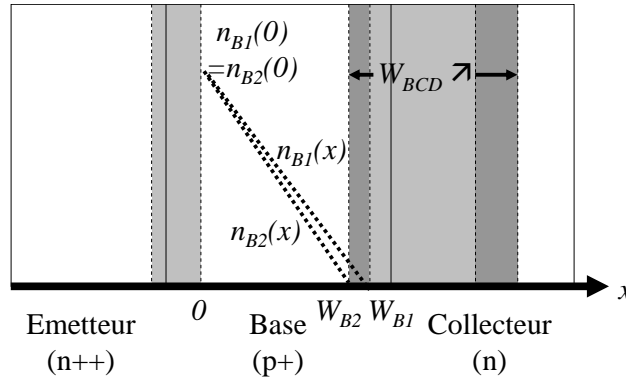 n_{B1}(0)
=n_{B2}(0)
W_{BCD} ↗
n_{B1}(x)
n_{B2}(x)
0 W_{B2} W_{B1} x
Emetteur Base Collecteur
(n++) (p+) (n)